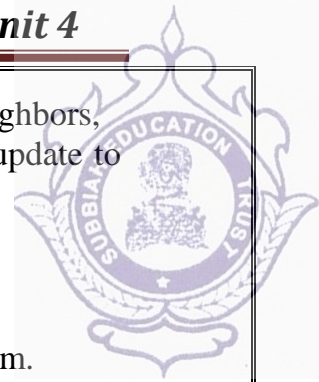 nit 4
ghbors,
update to
SUBBIAH EDUCATION TRUST
m.